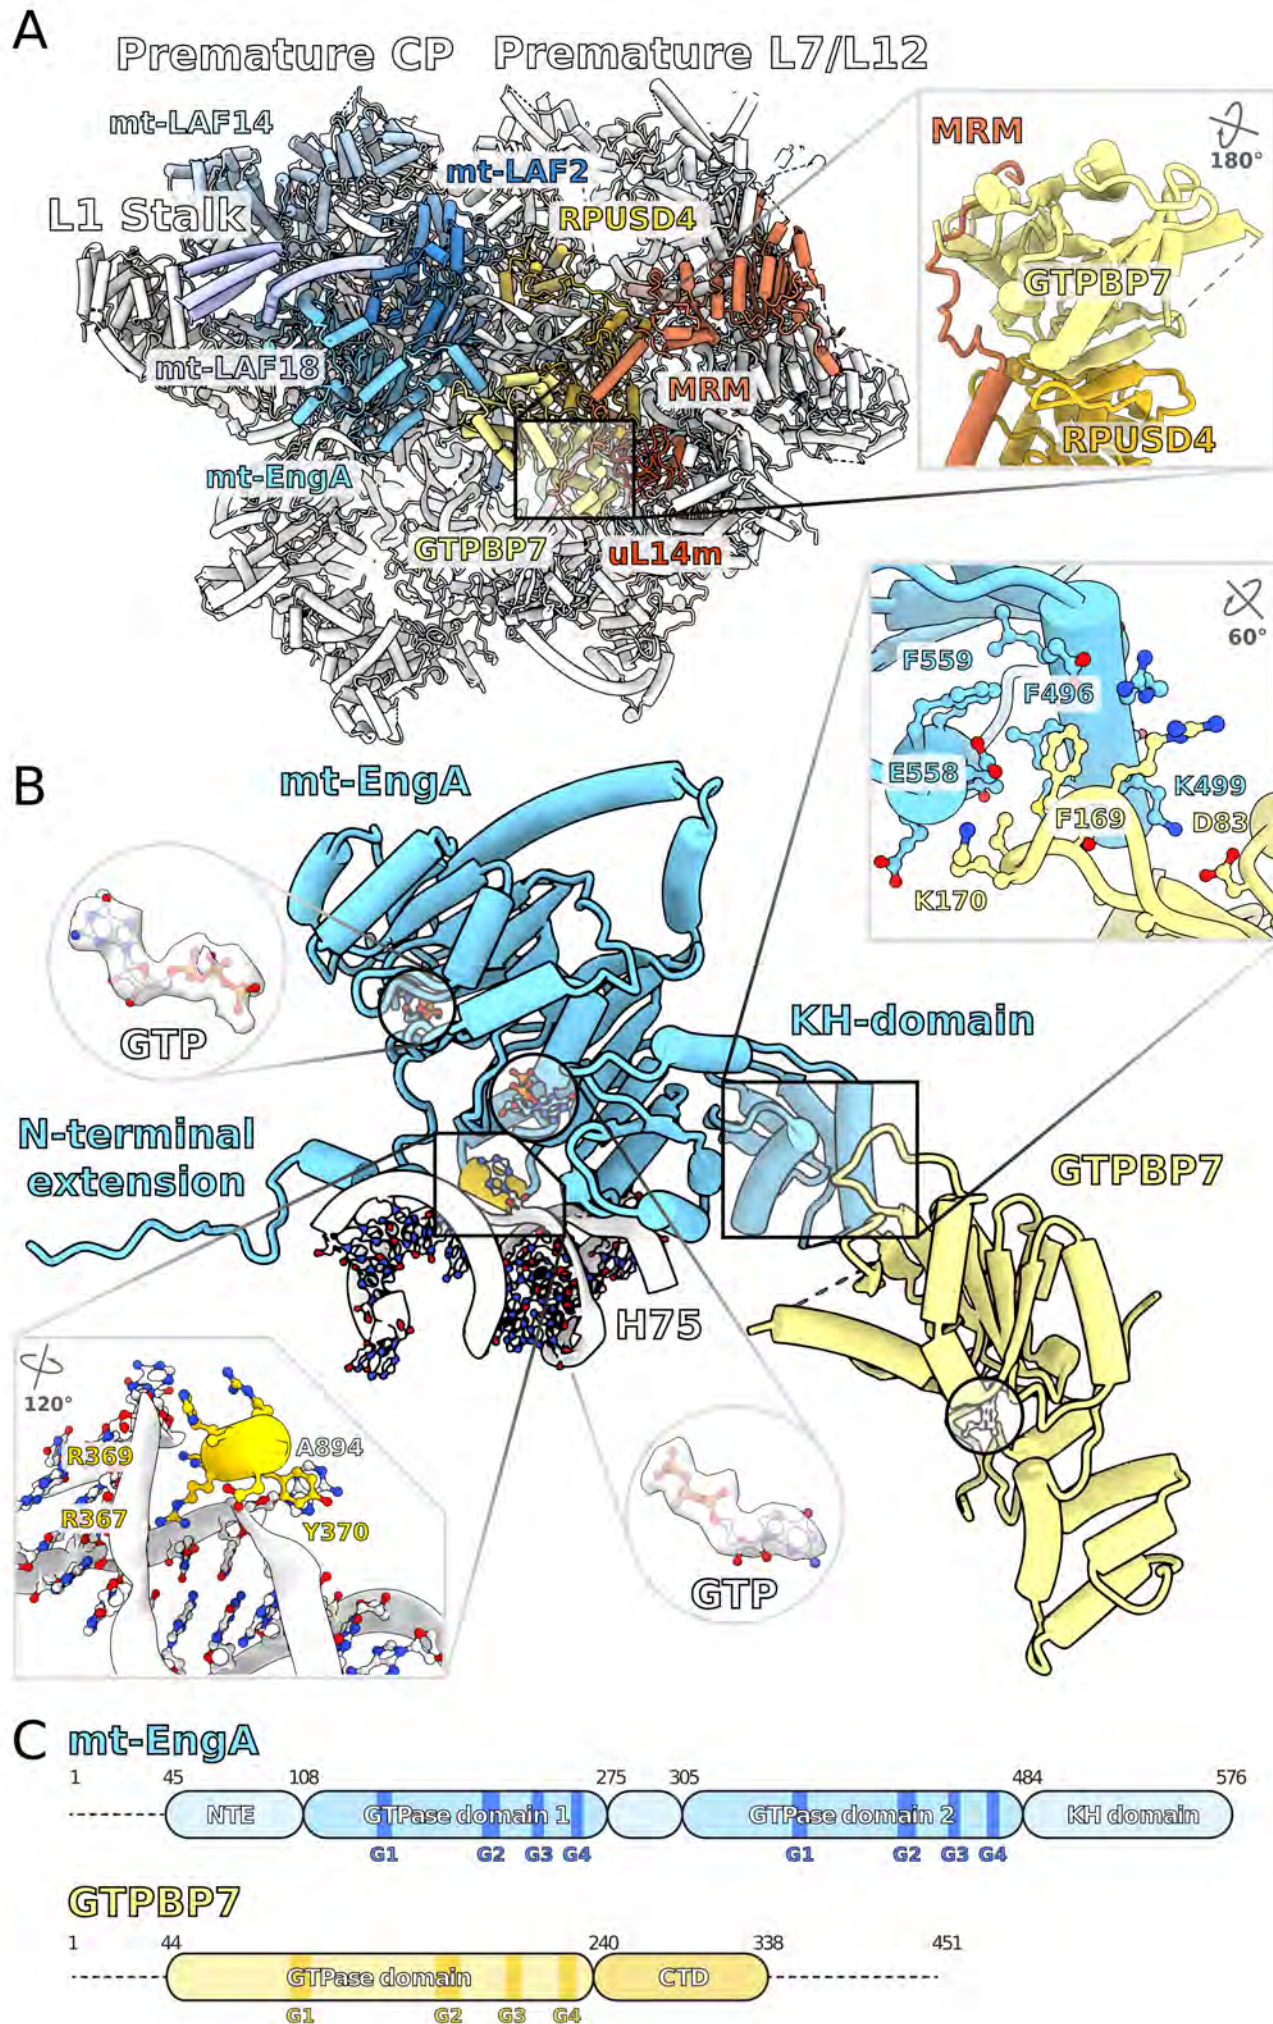 A
Premature CP
Premature L7/L12
mt-LAF14
mt-LAF2
RPUSD4
L1 Stalk
mt-LAF18
MRM
mt-EngA
GTPBP7
uL14m
MRM
180°
GTPBP7
RPUSD4
60°
F559
F496
E558
K499
F169
D83
K170
B
mt-EngA
GTP
KH-domain
N-terminal
extension
GTPBP7
H75
120°
R369
A894
R367
Y370
GTP
C
mt-EngA
1 45 108 275 305 484 576
NTE GTPase domain 1 GTPase domain 2 KH domain
G1 G2 G3 G4 G1 G2 G3 G4
GTPBP7
1 44 240 338 451
GTPase domain CTD
G1 G2 G3 G4